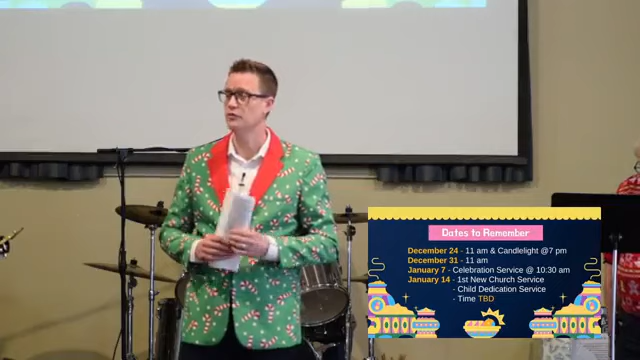 Dates to Remember
December 24 - 11 am & Candlelight @7 pm
December 31 - 11 am
January 7 - Celebration Service @ 10:30 am
January 14 - 1st New Church Service
- Child Dedication Service
- Time TBD